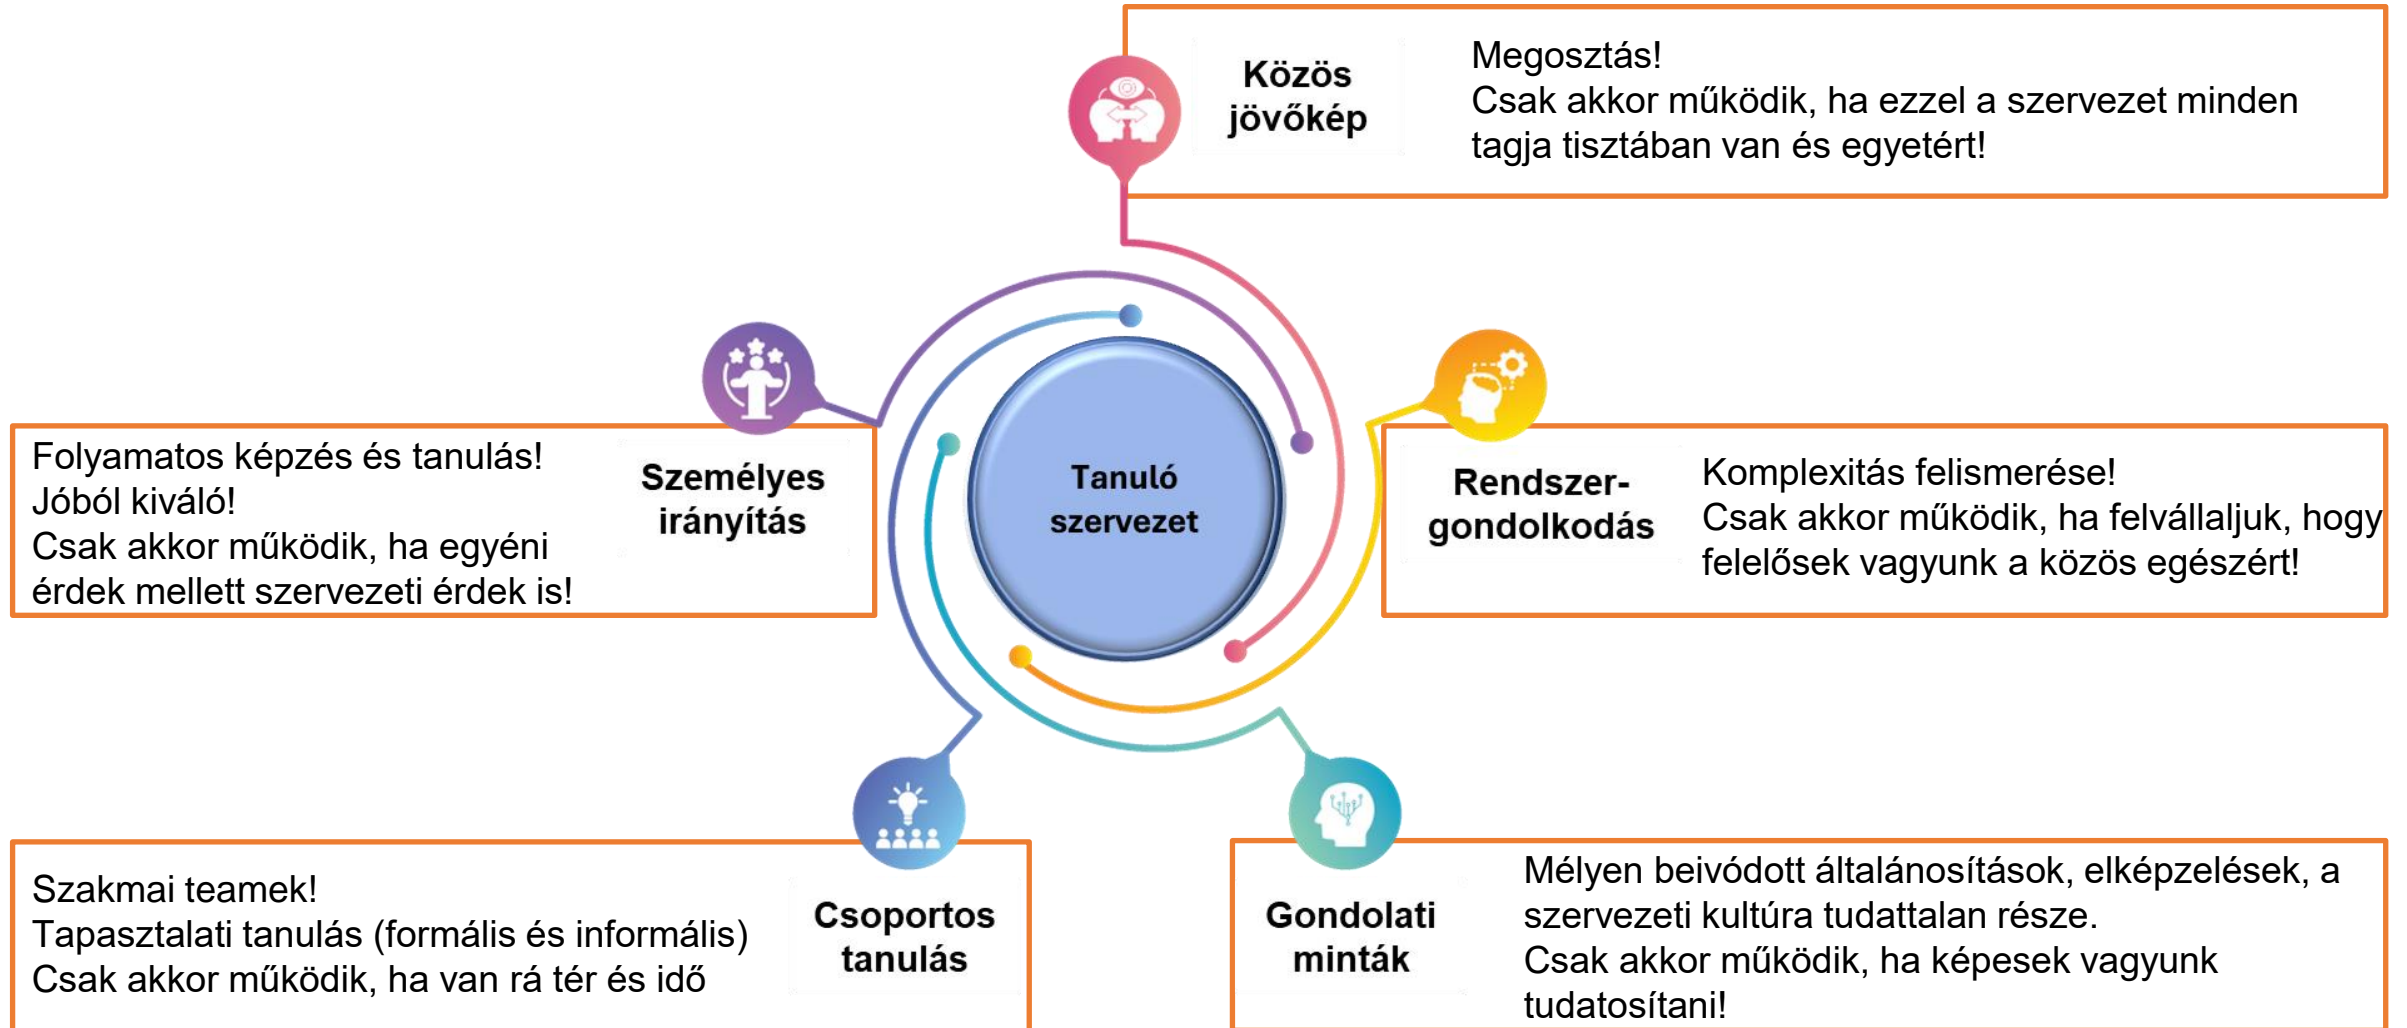 Közös
jövőkép
Megosztás!
Csak akkor működik, ha ezzel a szervezet minden
tagja tisztában van és egyetért!
Folyamatos képzés és tanulás!
Jóból kiváló!
Csak akkor működik, ha egyéni
érdek mellett szervezeti érdek is!
Személyes
irányítás
Tanuló
szervezet
Rendszer-
gondolkodás
Komplexitás felismerése!
Csak akkor működik, ha felvállaljuk, hogy
felelősek vagyunk a közös egészért!
Szakmai teamek!
Tapasztalati tanulás (formális és informális)
Csak akkor működik, ha van rá tér és idő
Csoportos
tanulás
Gondolati
minták
Mélyen beivódott általánosítások, elképzelések, a
szervezeti kultúra tudattalan része.
Csak akkor működik, ha képesek vagyunk
tudatosítani!